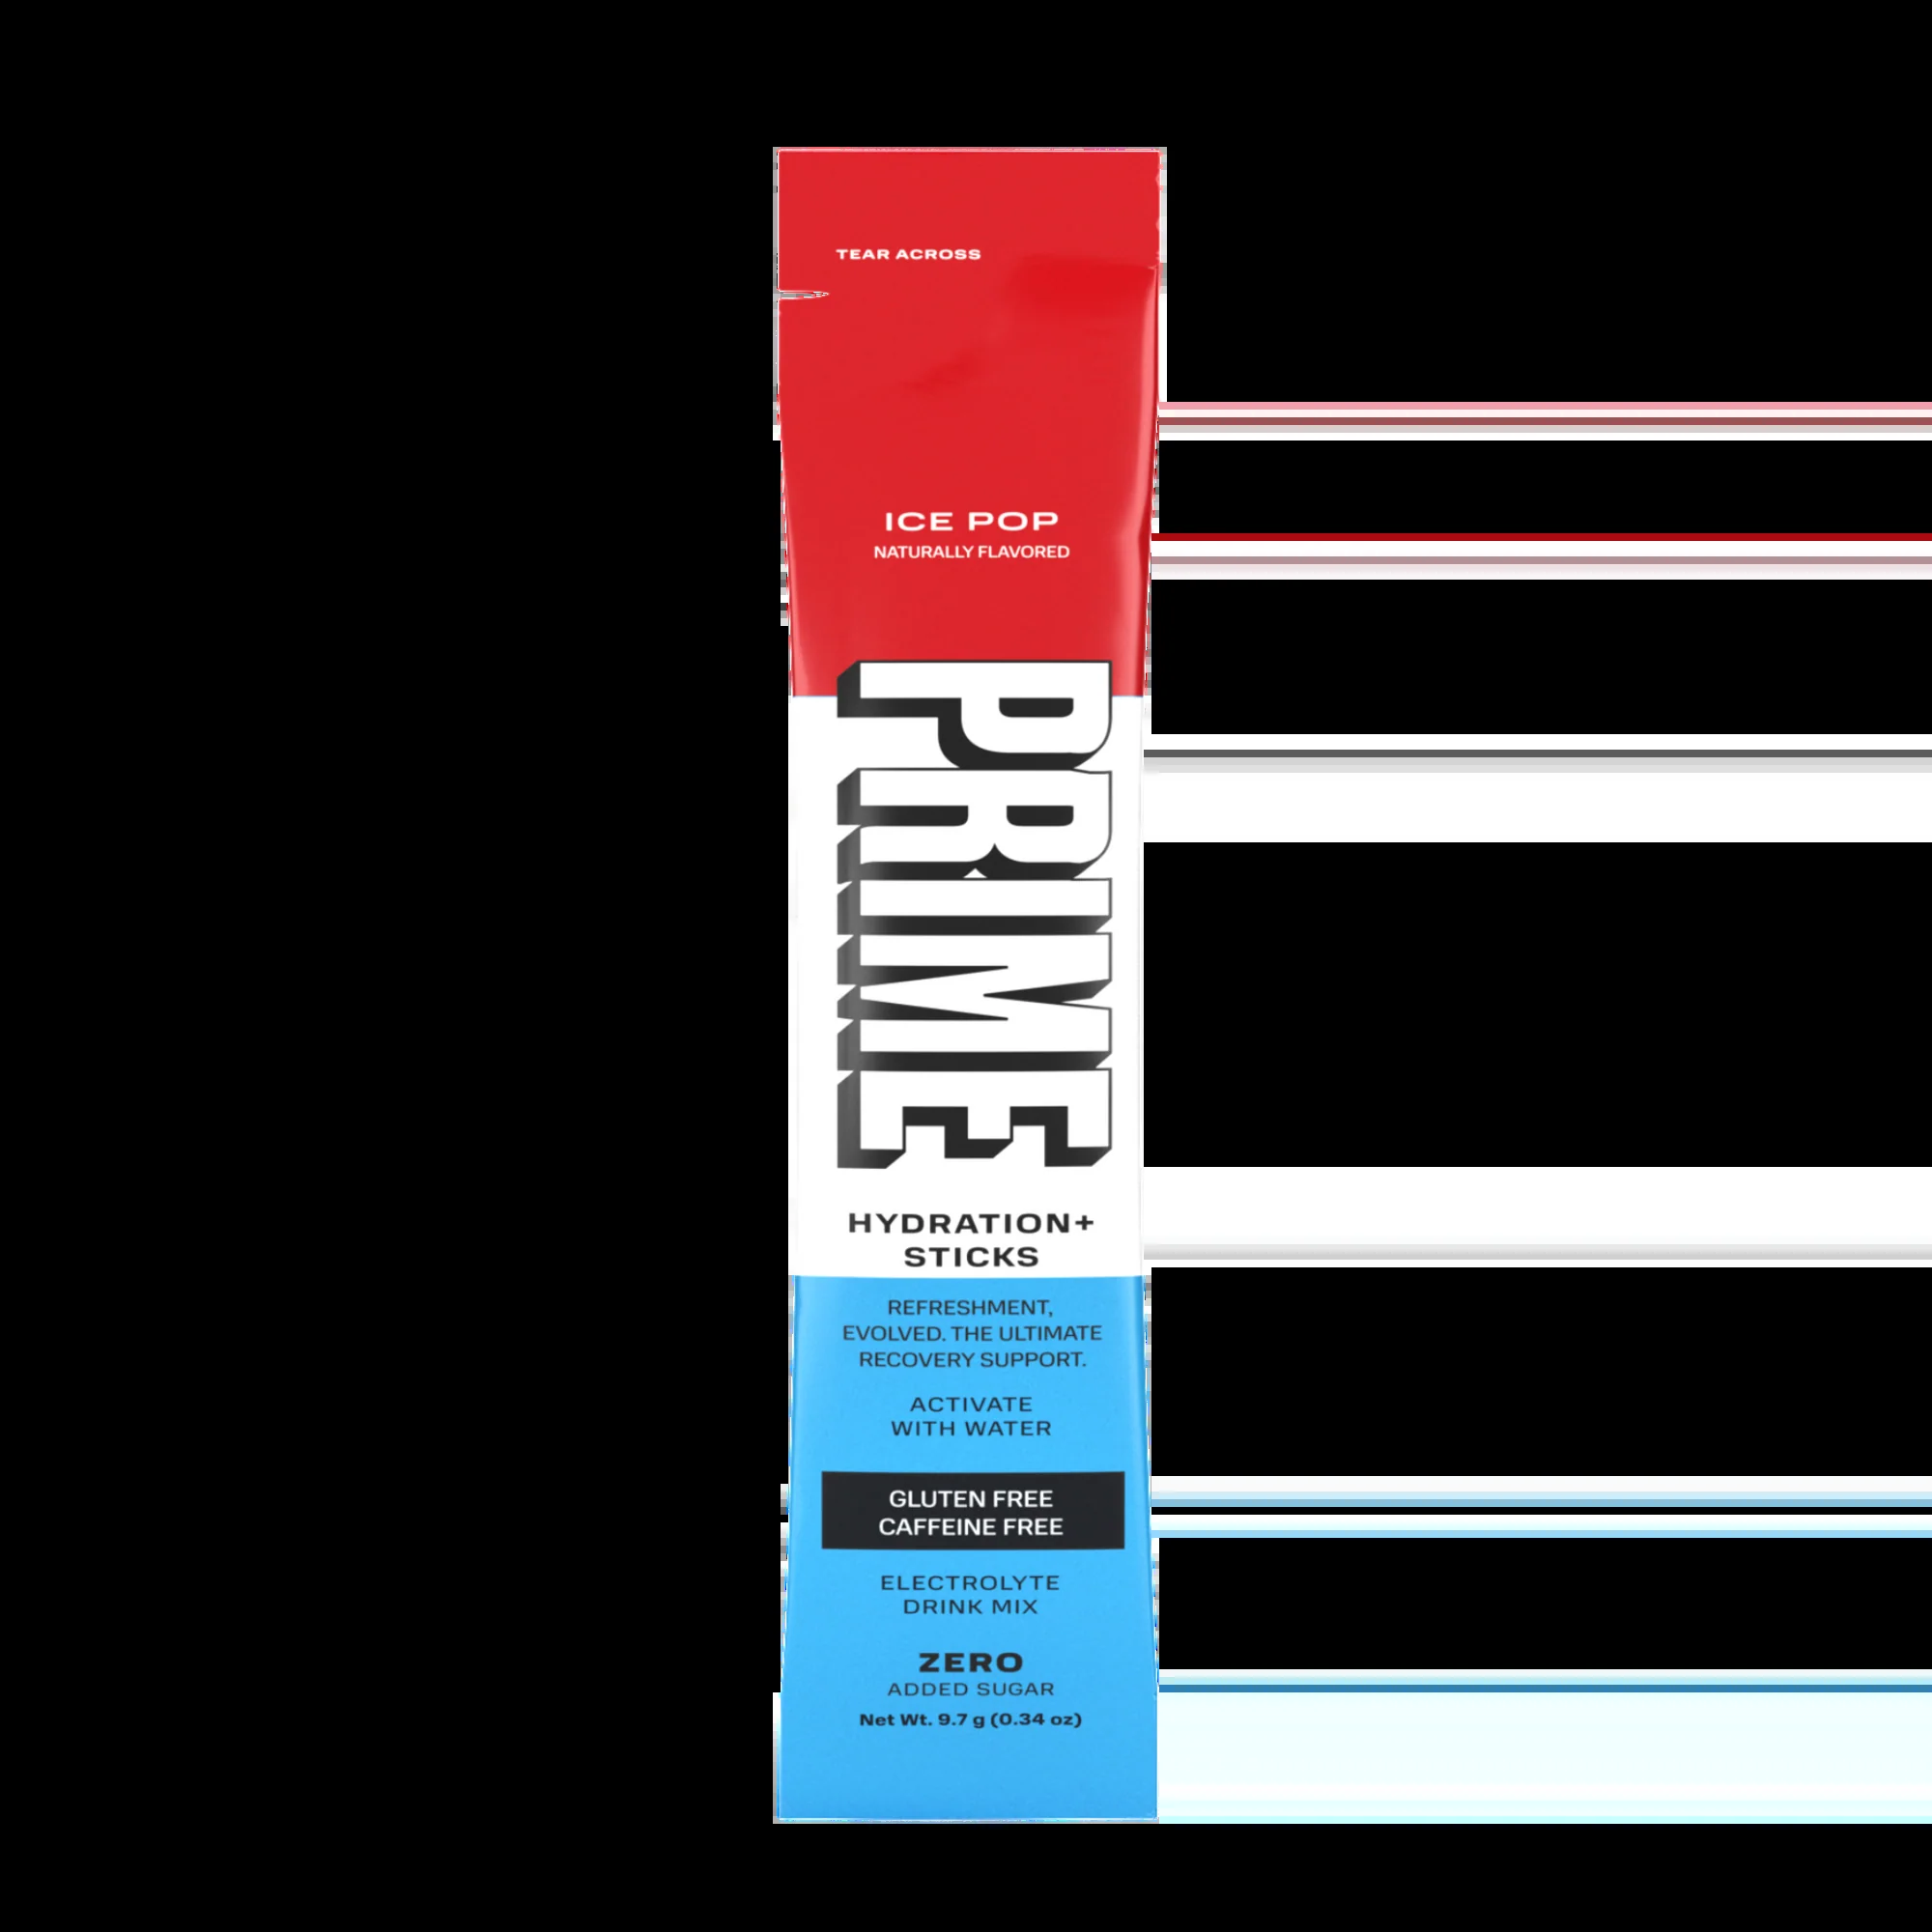 TEAR ACROSS
ICE POP
NATURALLY FLAVORED
PRIME
HYDRATION+
STICKS
REFRESHMENT,
EVOLVED. THE ULTIMATE
RECOVERY SUPPORT.
ACTIVATE
WITH WATER
GLUTEN FREE
CAFFEINE FREE
ELECTROLYTE
DRINK MIX
ZERO
ADDED SUGAR
Net Wt. 9.7 g (0.34 oz)